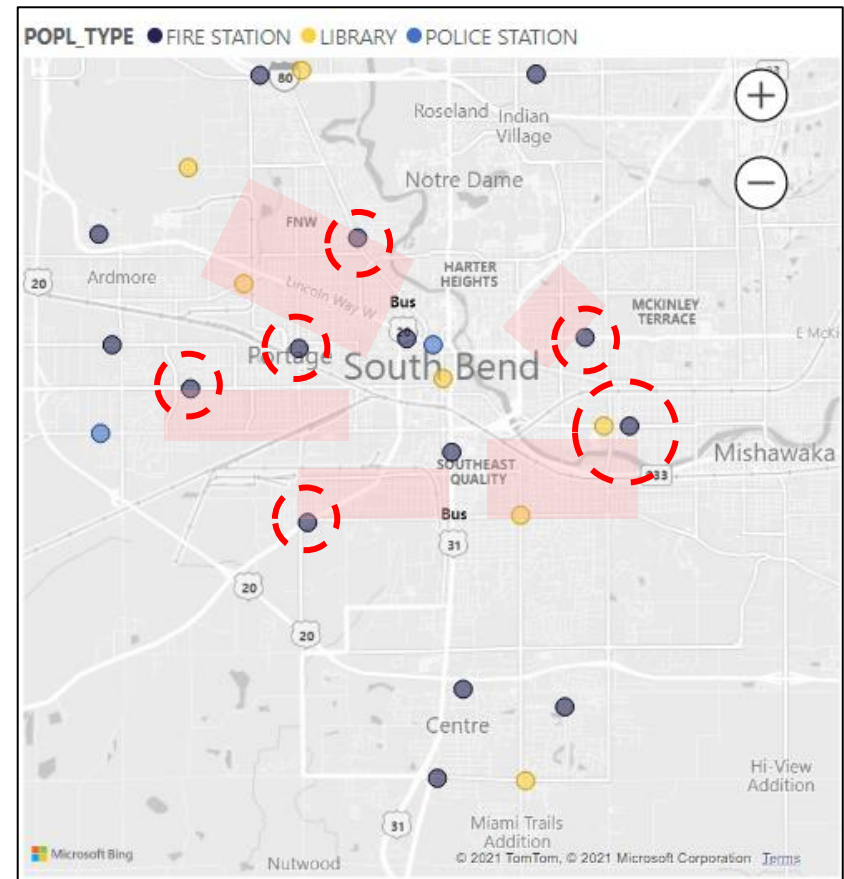 POPL_TYPE FIRE STATION LIBRARY POLICE STATION
80
Roseland
Indian
Village
Notre Dame
FNW
20
Ardmore
Lincoln Way W
HARTER
HEIGHTS
Bus
20
MCKINLEY
TERRACE
E McKi
Portage
South Bend
Mishawaka
SOUTHEAST
QUALITY
933
Bus
31
20
20
Centre
Hi-View
Addition
31
Miami Trails
Addition
Nutwood
Microsoft Bing
© 2021 TomTom, © 2021 Microsoft Corporation Terms